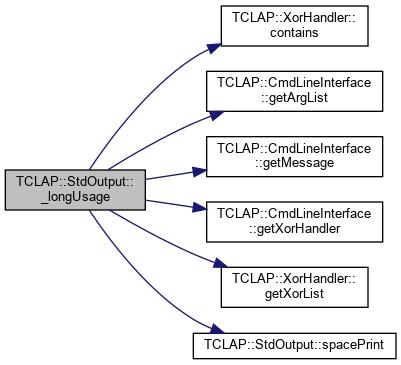 TCLAP::XorHandler::
contains
TCLAP::CmdLineInterface
::getArgList
TCLAP::CmdLineInterface
::getMessage
TCLAP::StdOutput::
_longUsage
TCLAP::CmdLineInterface
::getXorHandler
TCLAP::XorHandler::
getXorList
TCLAP::StdOutput::spacePrint